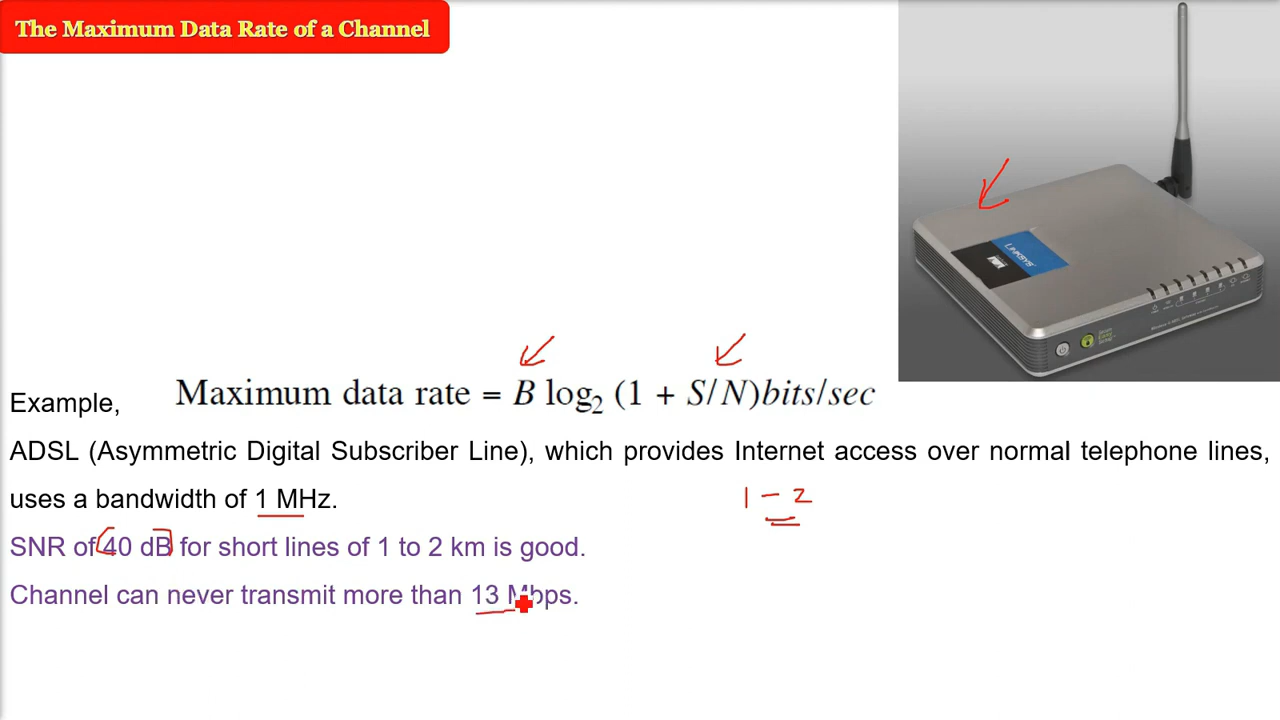 The Maximum Data Rate of a Channel
LINKSYS
Example, Maximum data rate = B log₂ (1 + S/N)bits/sec
ADSL (Asymmetric Digital Subscriber Line), which provides Internet access over normal telephone lines,
uses a bandwidth of 1 MHz.
1 – 2
SNR of 40 dB for short lines of 1 to 2 km is good.
Channel can never transmit more than 13 Mbps.